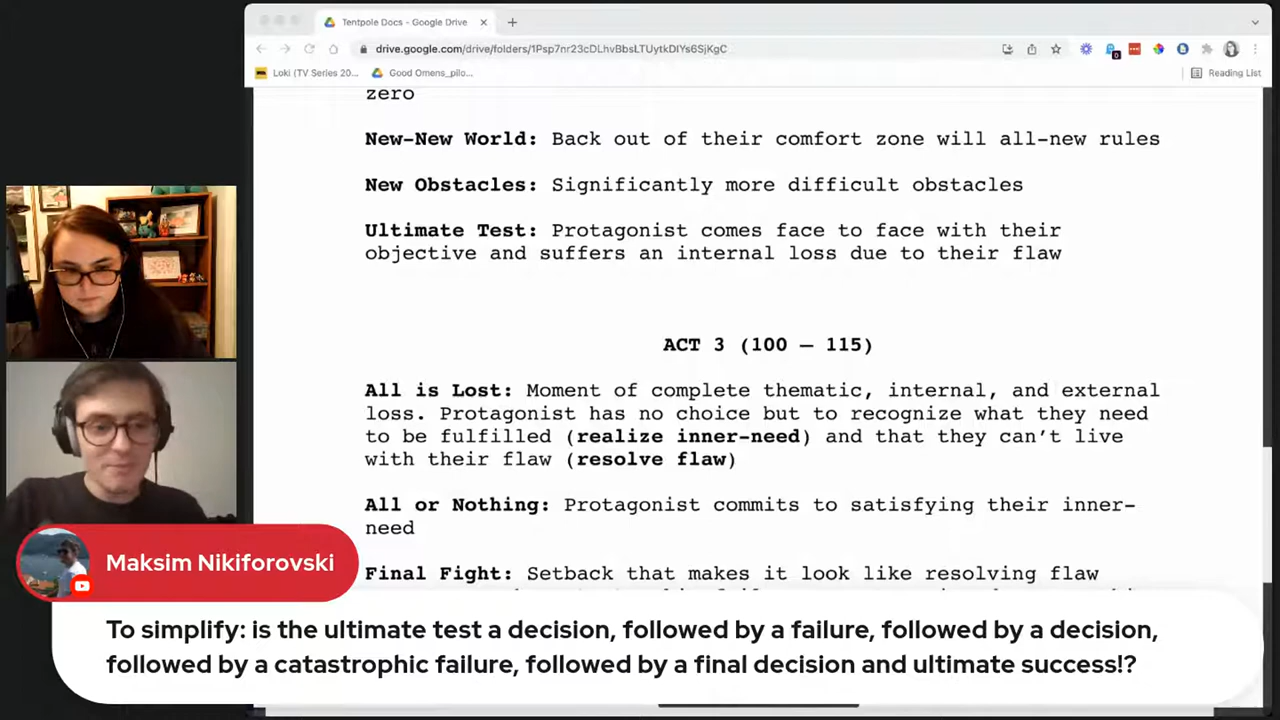 Tentpole Docs - Google Drive
drive.google.com/drive/folders/1Psp7nr23cDLhvBbsLTUytkDIYs6SjKgC
Loki (TV Series 20...
Good Omens_pilo...
Reading List
zero
New-New World: Back out of their comfort zone will all-new rules
New Obstacles: Significantly more difficult obstacles
Ultimate Test: Protagonist comes face to face with their
objective and suffers an internal loss due to their flaw
ACT 3 (100 – 115)
All is Lost: Moment of complete thematic, internal, and external
loss. Protagonist has no choice but to recognize what they need
to be fulfilled (realize inner-need) and that they can’t live
with their flaw (resolve flaw)
All or Nothing: Protagonist commits to satisfying their inner-
need
Final Fight: Setback that makes it look like resolving flaw
Maksim Nikiforovski
To simplify: is the ultimate test a decision, followed by a failure, followed by a decision,
followed by a catastrophic failure, followed by a final decision and ultimate success!?